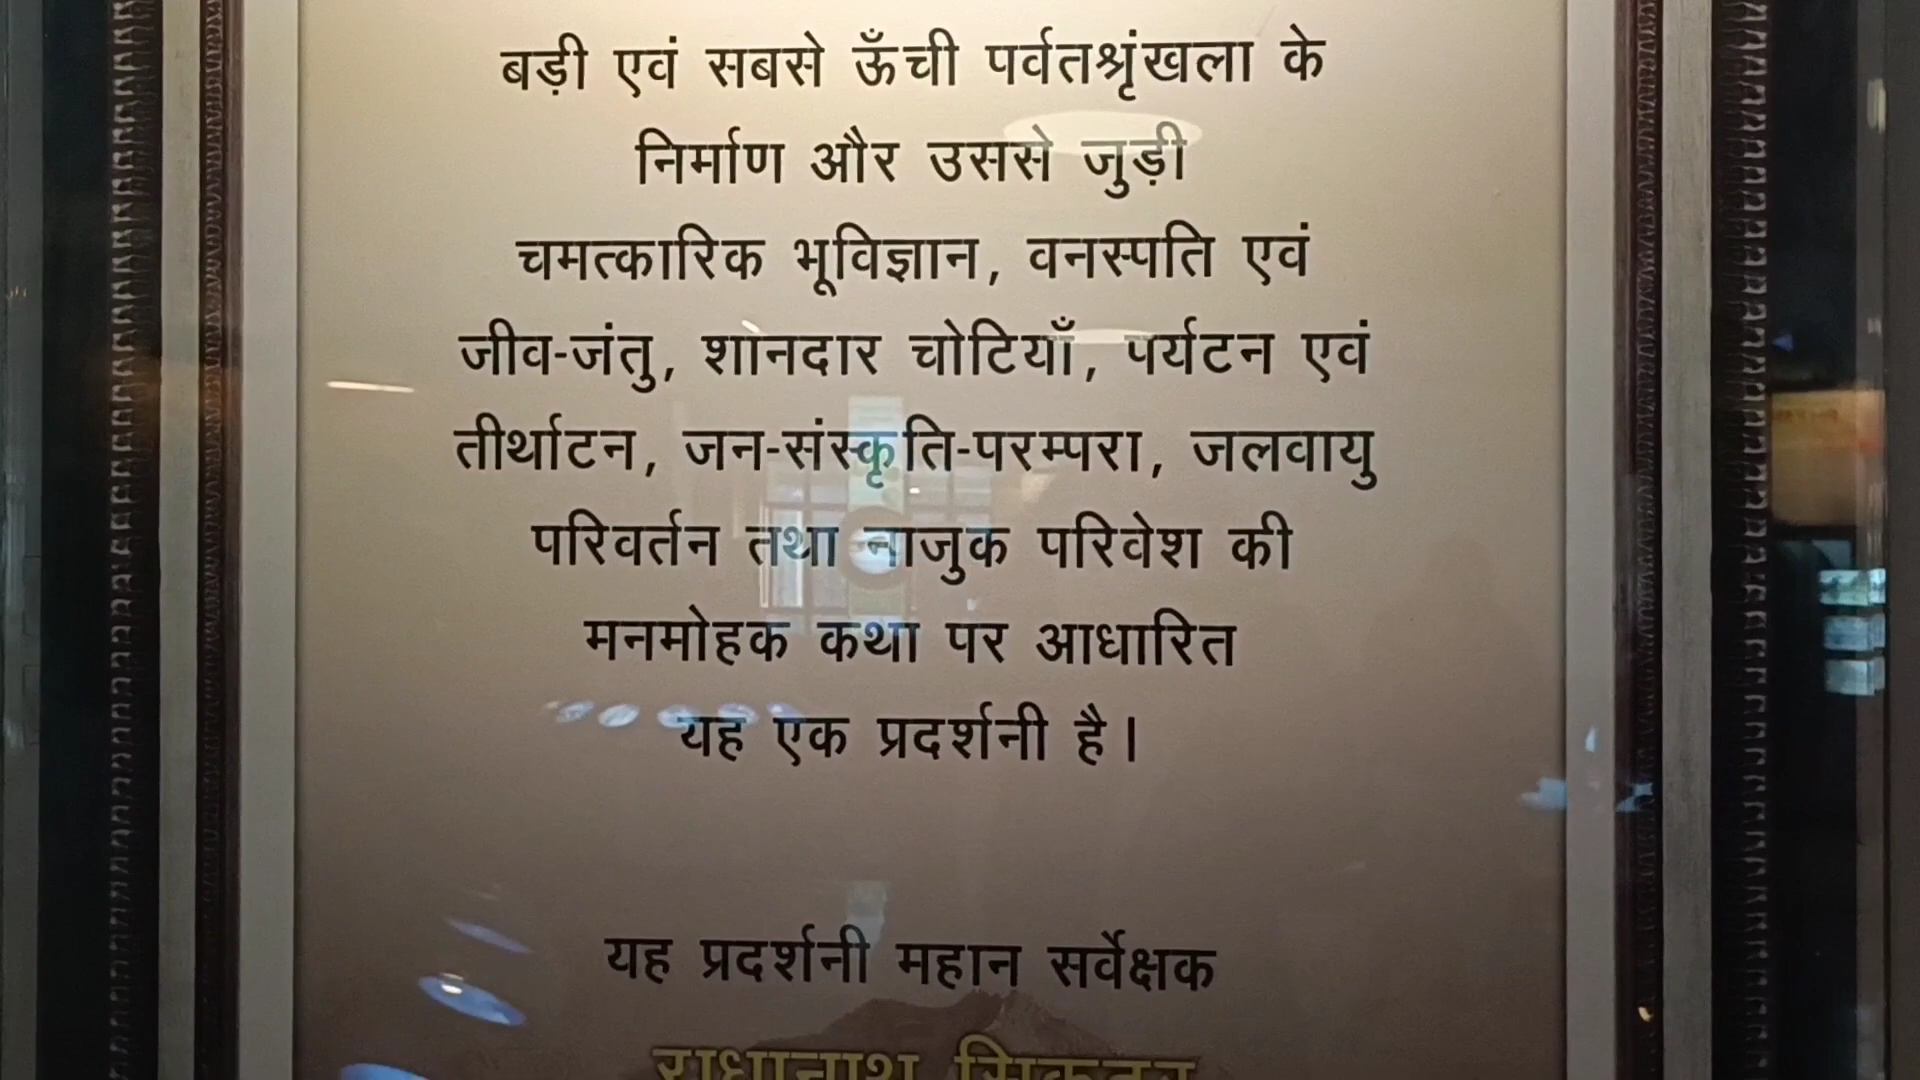 बड़ी एवं सबसे ऊँची पर्वतश्रृंखला के
निर्माण और उससे जुड़ी
चमत्कारिक भूविज्ञान, वनस्पति एवं
जीव-जंतु, शानदार चोटियाँ, पर्यटन एवं
तीर्थाटन, जन-संस्कृति-परम्परा, जलवायु
परिवर्तन तथा नाजुक परिवेश की
मनमोहक कथा पर आधारित
यह एक प्रदर्शनी है।
यह प्रदर्शनी महान सर्वेक्षक
राधानाथ सिकदर